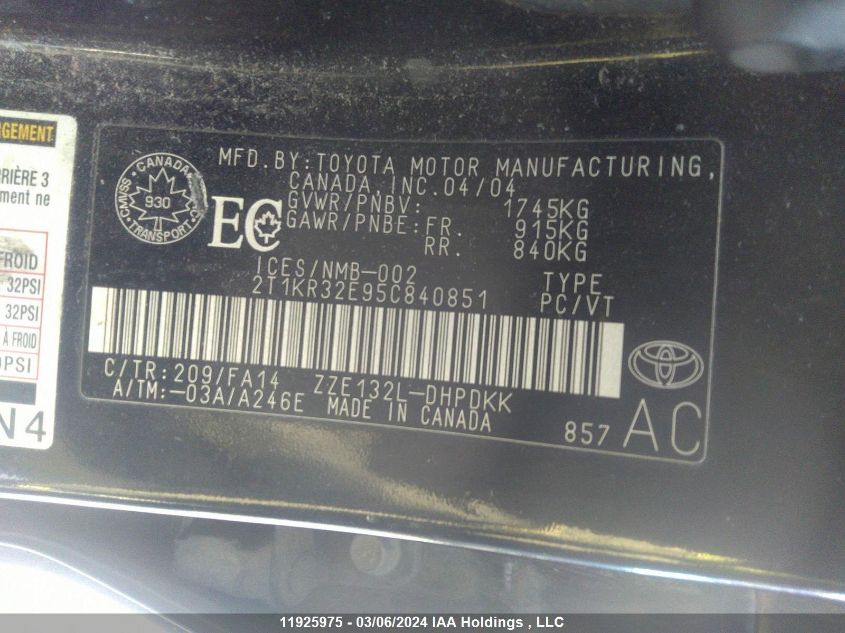 GEMENT
RIÈRE 3
ment ne
FROID
32PSI
32PSI
À FROID
0PSI
N4
CANADA
CMVSS 930 NSVAC
TRANSPORT
EC
MFD.BY:TOYOTA MOTOR MANUFACTURING,
CANADA,INC.04/04
GVWR/PNBV: 1745KG
GAWR/PNBE:FR. 915KG
RR. 840KG
ICES/NMB-002 TYPE
2T1KR32E95C840851 PC/VT
C/TR:209/FA14 ZZE132L-DHPDKK
A/TM:-03A/A246E MADE IN CANADA
857 AC
11925975 - 03/06/2024 IAA Holdings , LLC